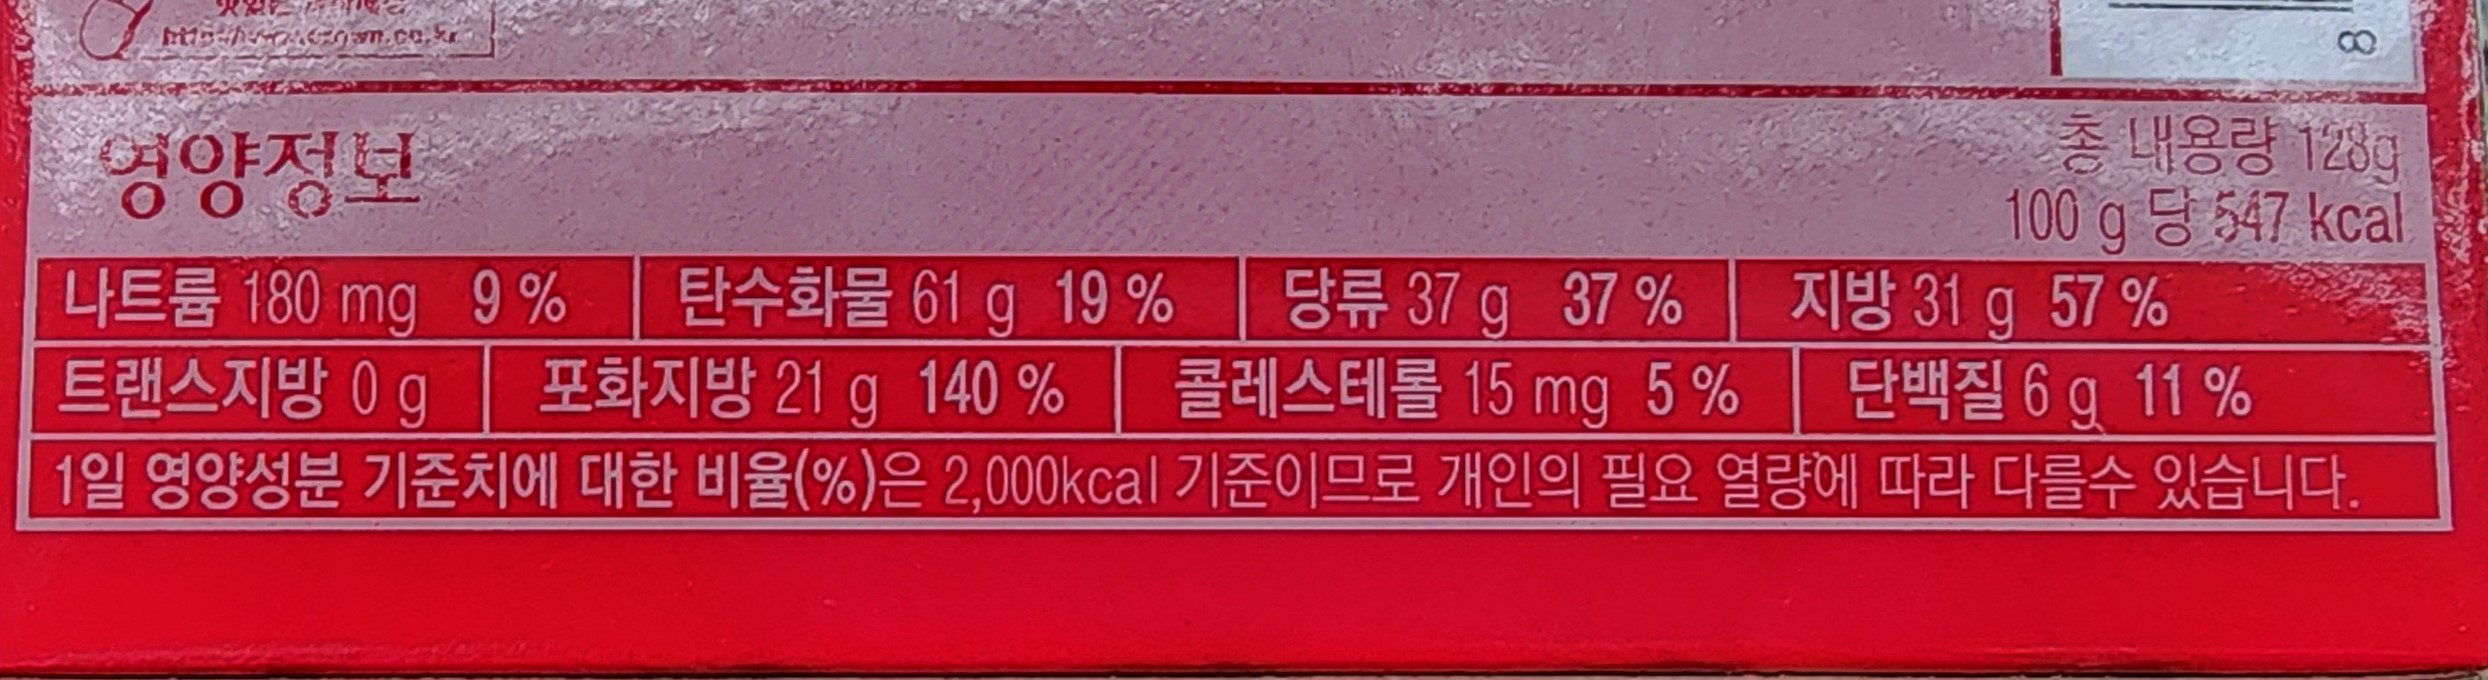 영양정보
총 내용량 128g
100 g 당 547 kcal
나트륨 180 mg 9 % 탄수화물 61 g 19 % 당류 37 g 37 % 지방 31 g 57 %
트랜스지방 0 g 포화지방 21 g 140 % 콜레스테롤 15 mg 5 % 단백질 6 g 11 %
1일 영양성분 기준치에 대한 비율(%)은 2,000kcal 기준이므로 개인의 필요 열량에 따라 다를수 있습니다.
8